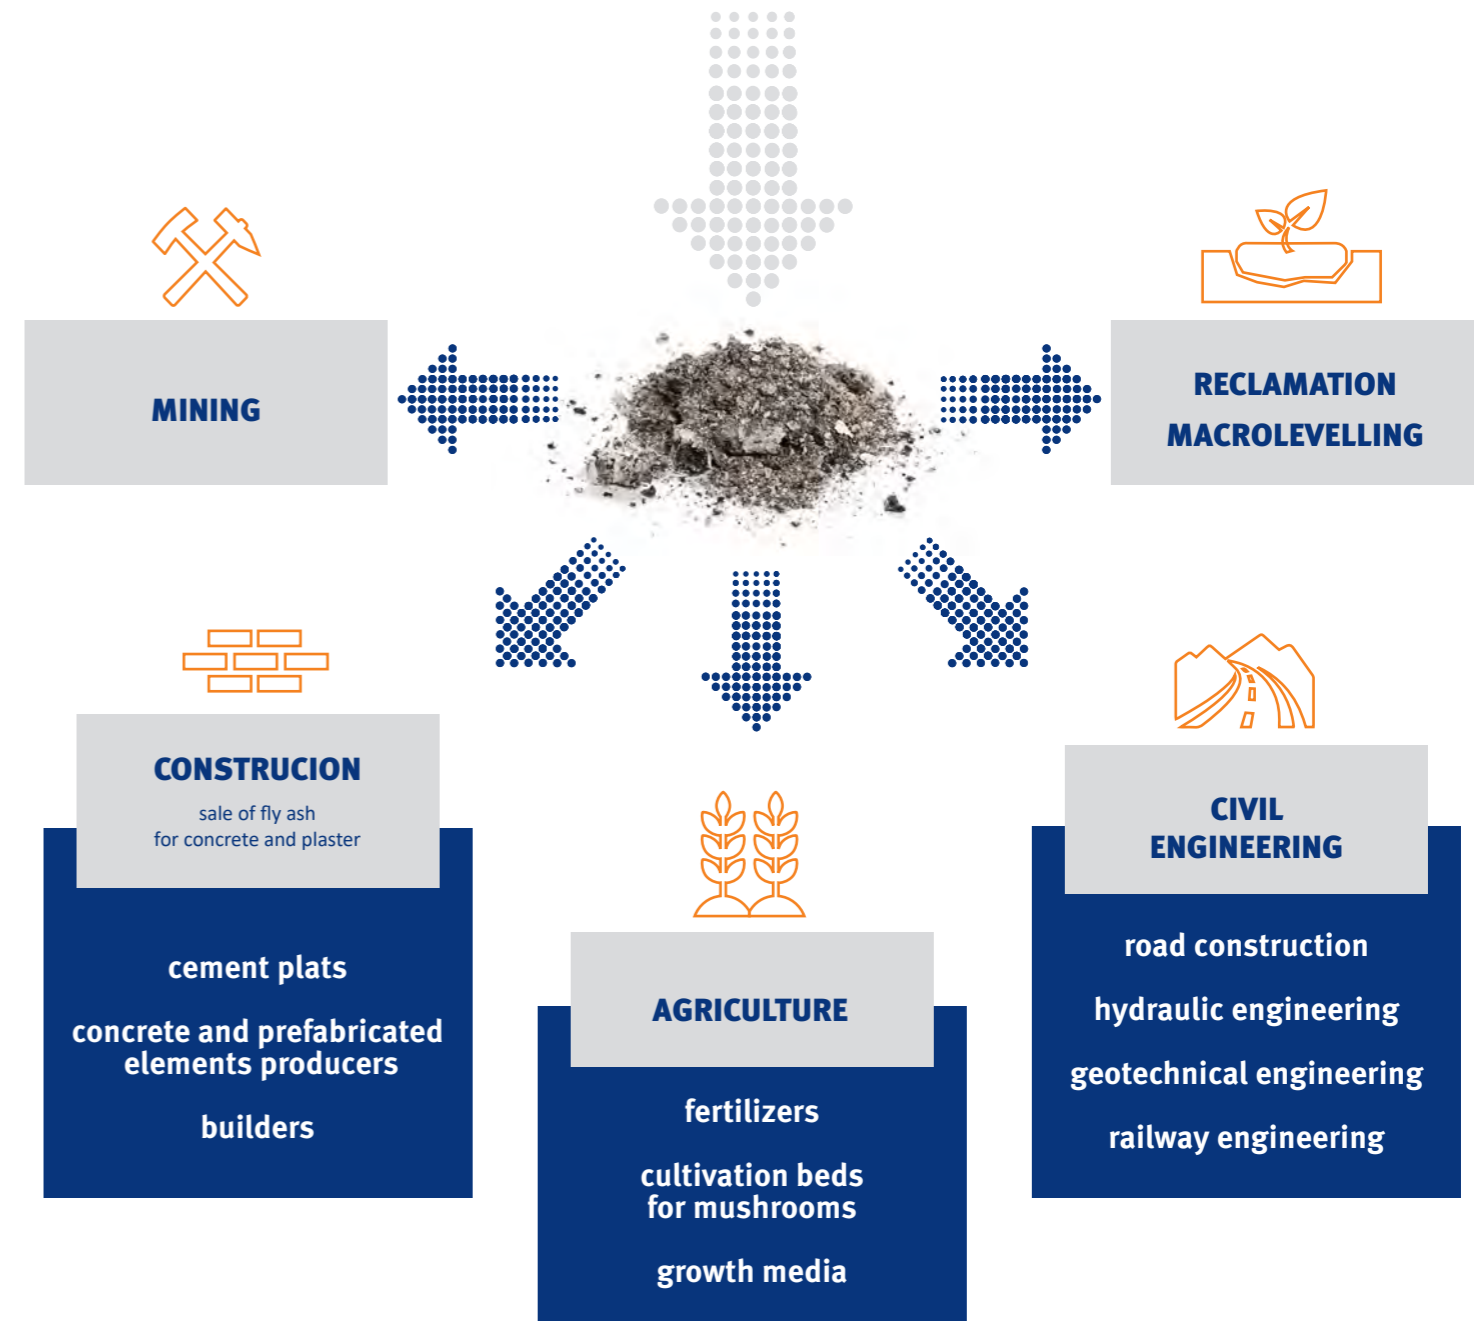 MINING
RECLAMATION
MACROLEVELLING
CONSTRUCION
sale of fly ash
for concrete and plaster
cement plats
concrete and prefabricated
elements producers
builders
AGRICULTURE
fertilizers
cultivation beds
for mushrooms
growth media
CIVIL
ENGINEERING
road construction
hydraulic engineering
geotechnical engineering
railway engineering